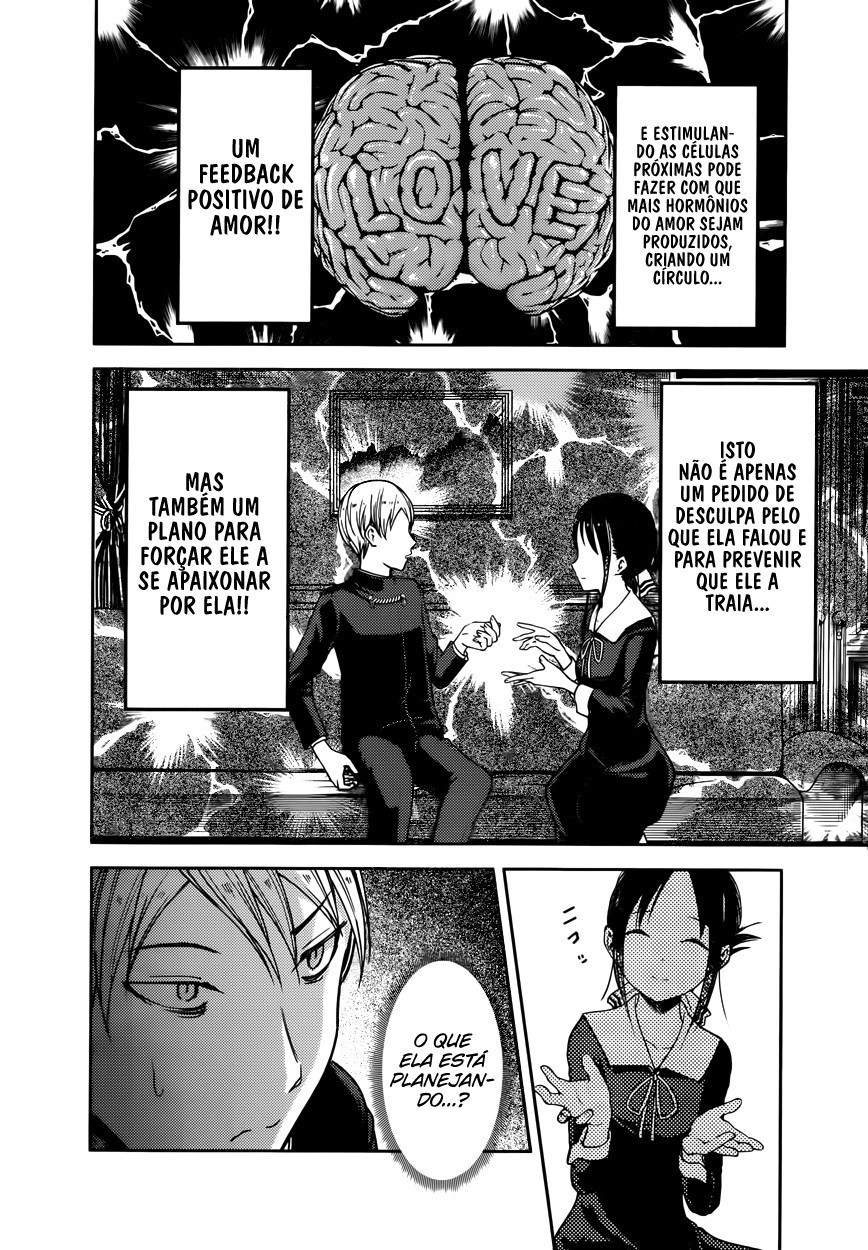 E ESTIMULAN-
DO AS CÉLULAS
PRÓXIMAS PODE
FAZER COM QUE
MAIS HORMÔNIOS
DO AMOR SEJAM
PRODUZIDOS,
CRIANDO UM
CÍRCULO...
LOVE
UM
FEEDBACK
POSITIVO DE
AMOR!!
ISTO
NÃO É APENAS
UM PEDIDO DE
DESCULPA PELO
QUE ELA FALOU E
PARA PREVENIR
QUE ELE A
TRAIA...
MAS
TAMBÉM UM
PLANO PARA
FORÇAR ELE A
SE APAIXONAR
POR ELA!!
ニコッ
O QUE
ELA ESTÁ
PLANEJAN-
DO...?